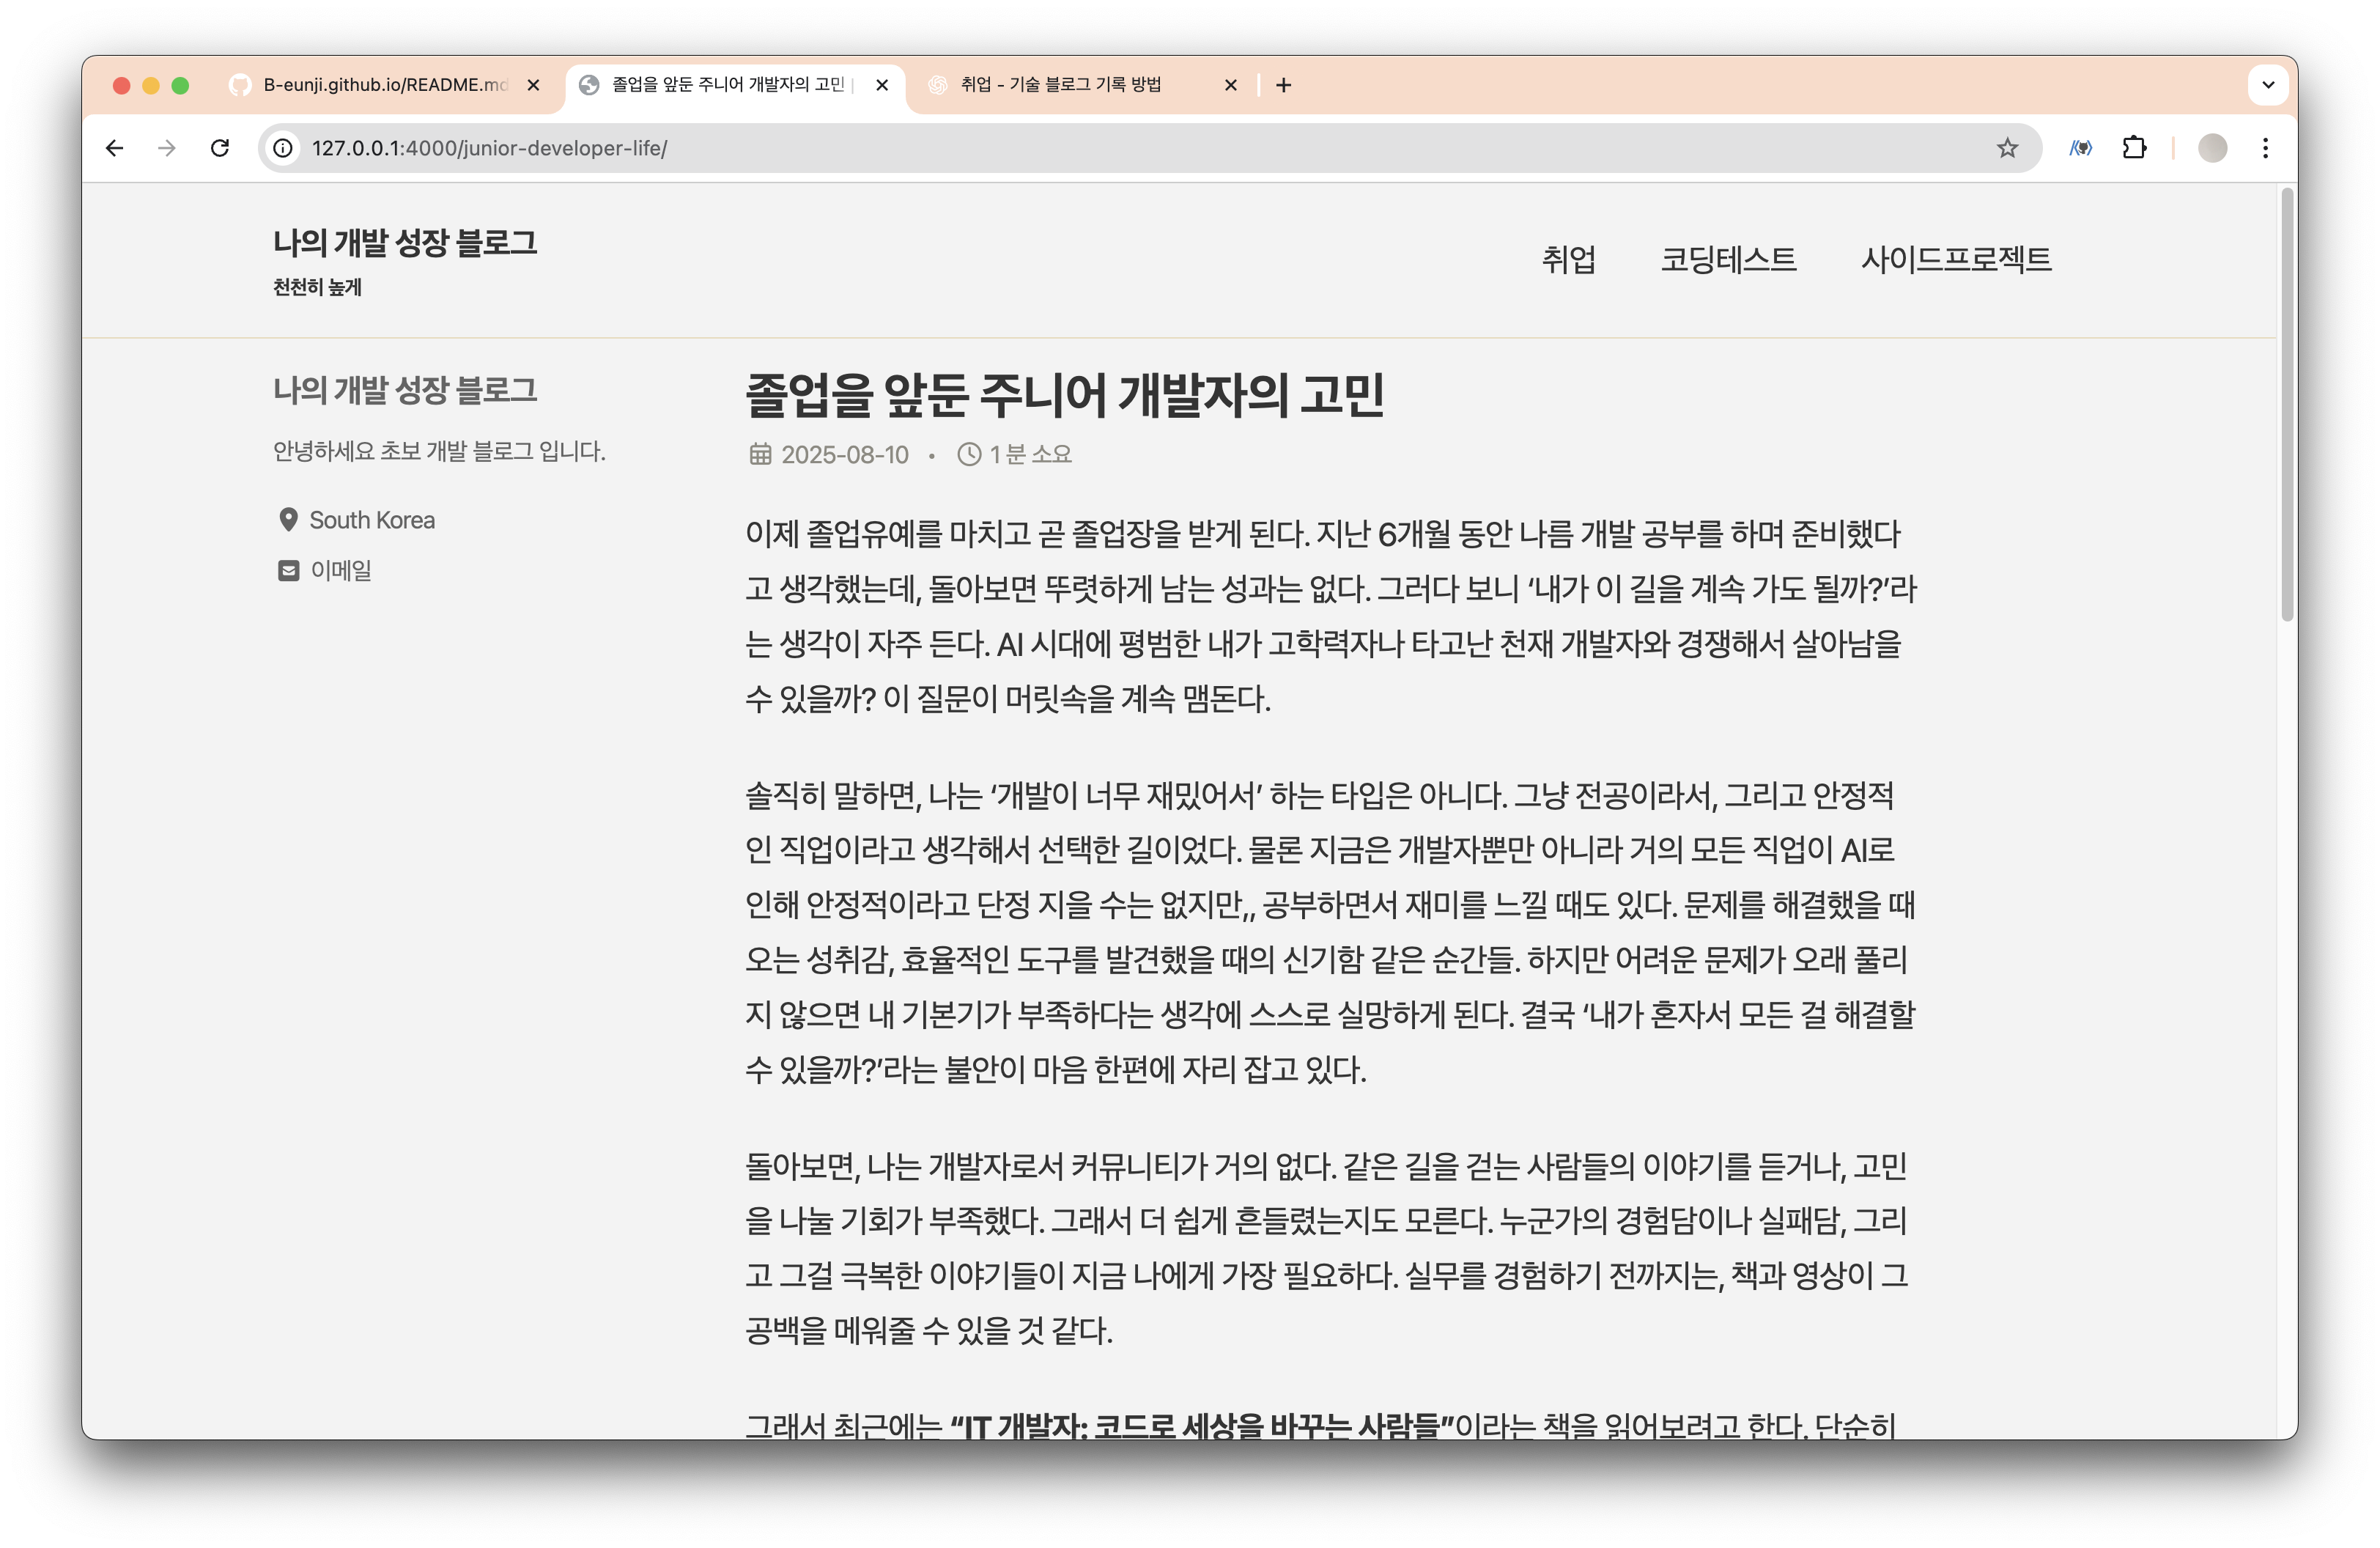 B-eunji.github.io/README.md
졸업을 앞둔 주니어 개발자의 고민 |
취업 - 기술 블로그 기록 방법
127.0.0.1:4000/junior-developer-life/
나의 개발 성장 블로그
천천히 높게
취업 코딩테스트 사이드프로젝트
나의 개발 성장 블로그
안녕하세요 초보 개발 블로그 입니다.
South Korea
이메일
졸업을 앞둔 주니어 개발자의 고민
2025-08-10 • 1 분 소요
이제 졸업유예를 마치고 곧 졸업장을 받게 된다. 지난 6개월 동안 나름 개발 공부를 하며 준비했다
고 생각했는데, 돌아보면 뚜렷하게 남는 성과는 없다. 그러다 보니 ‘내가 이 길을 계속 가도 될까?’라
는 생각이 자주 든다. AI 시대에 평범한 내가 고학력자나 타고난 천재 개발자와 경쟁해서 살아남을
수 있을까? 이 질문이 머릿속을 계속 맴돈다.
솔직히 말하면, 나는 ‘개발이 너무 재밌어서’ 하는 타입은 아니다. 그냥 전공이라서, 그리고 안정적
인 직업이라고 생각해서 선택한 길이었다. 물론 지금은 개발자뿐만 아니라 거의 모든 직업이 AI로
인해 안정적이라고 단정 지을 수는 없지만,, 공부하면서 재미를 느낄 때도 있다. 문제를 해결했을 때
오는 성취감, 효율적인 도구를 발견했을 때의 신기함 같은 순간들. 하지만 어려운 문제가 오래 풀리
지 않으면 내 기본기가 부족하다는 생각에 스스로 실망하게 된다. 결국 ‘내가 혼자서 모든 걸 해결할
수 있을까?’라는 불안이 마음 한편에 자리 잡고 있다.
돌아보면, 나는 개발자로서 커뮤니티가 거의 없다. 같은 길을 걷는 사람들의 이야기를 듣거나, 고민
을 나눌 기회가 부족했다. 그래서 더 쉽게 흔들렸는지도 모른다. 누군가의 경험담이나 실패담, 그리
고 그걸 극복한 이야기들이 지금 나에게 가장 필요하다. 실무를 경험하기 전까지는, 책과 영상이 그
공백을 메워줄 수 있을 것 같다.
그래서 최근에는 “IT 개발자: 코드로 세상을 바꾸는 사람들”이라는 책을 읽어보려고 한다. 단순히